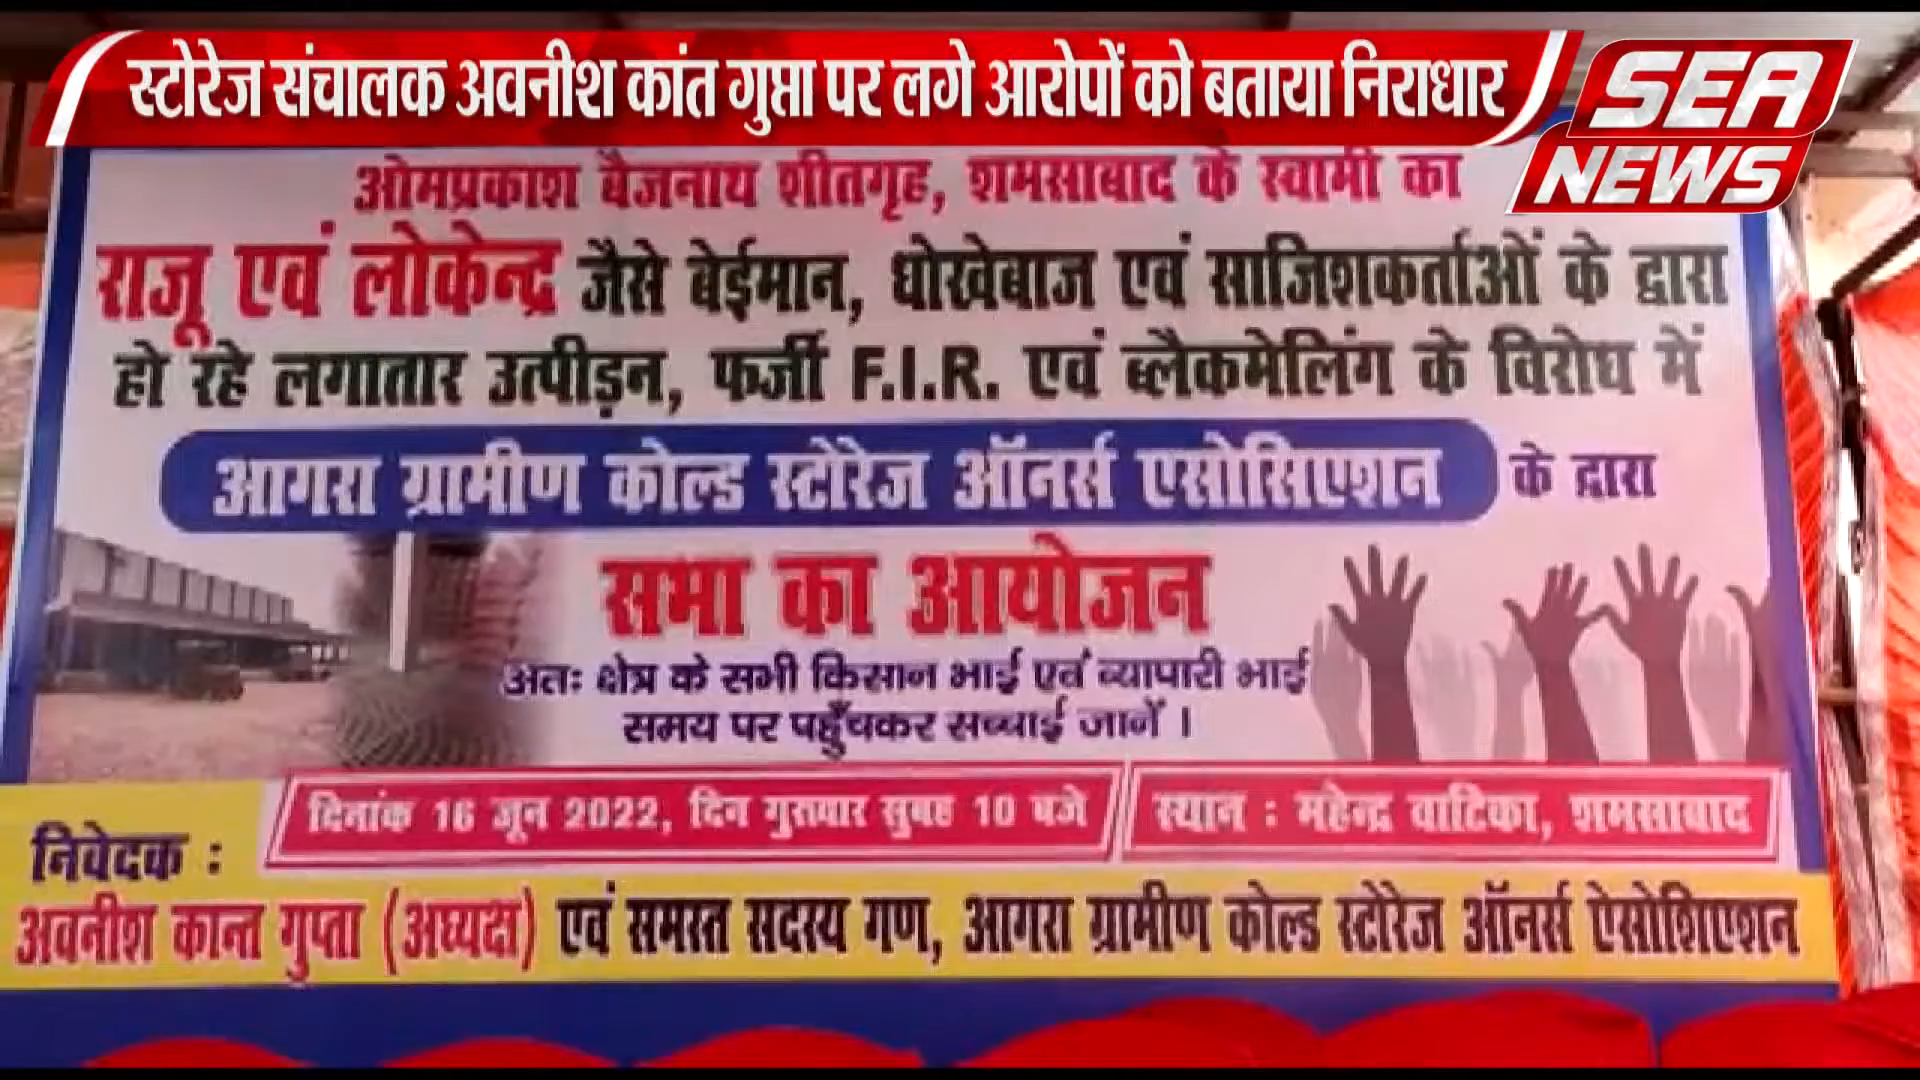 स्टोरेज संचालक अवनीश कांत गुप्ता पर लगे आरोपों को बताया निराधार
SEA
NEWS
ओमप्रकाश बैजनाथ शीतगृह, शमसाबाद के स्वामी का
राजू एवं लोकेन्द्र जैसे बेईमान, धोखेबाज एवं साजिशकर्ताओं के द्वारा
हो रहे लगातार उत्पीड़न, फर्जी F.I.R. एवं ब्लैकमेलिंग के विरोध में
आगरा ग्रामीण कोल्ड स्टोरेज ऑनर्स एसोसिएशन के द्वारा
सभा का आयोजन
अतः क्षेत्र के सभी किसान भाई एवं व्यापारी भाई
समय पर पहुँचकर सच्चाई जानें ।
दिनांक 16 जून 2022, दिन गुरुवार सुबह 10 बजे
स्थान : महेन्द्र वाटिका, शमसाबाद
निवेदक :
अवनीश कान्त गुप्ता (अध्यक्ष) एवं समस्त सदस्य गण, आगरा ग्रामीण कोल्ड स्टोरेज ऑनर्स ऐसोशिएशन